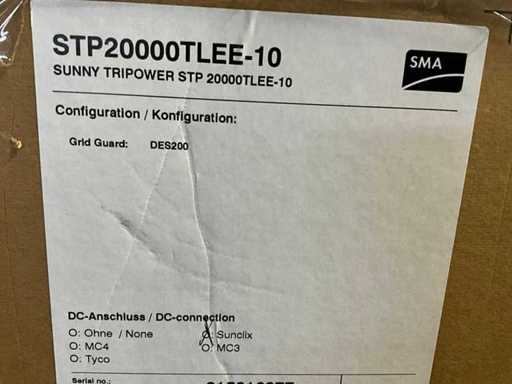 STP20000TLEE-10
SMA
SUNNY TRIPOWER STP 20000TLEE-10
Configuration / Konfiguration:
Grid Guard: DES200
DC-Anschluss / DC-connection
O: Ohne / None
O: Sunclix
O: MC4
O: MC3
O: Tyco
Serial no.: